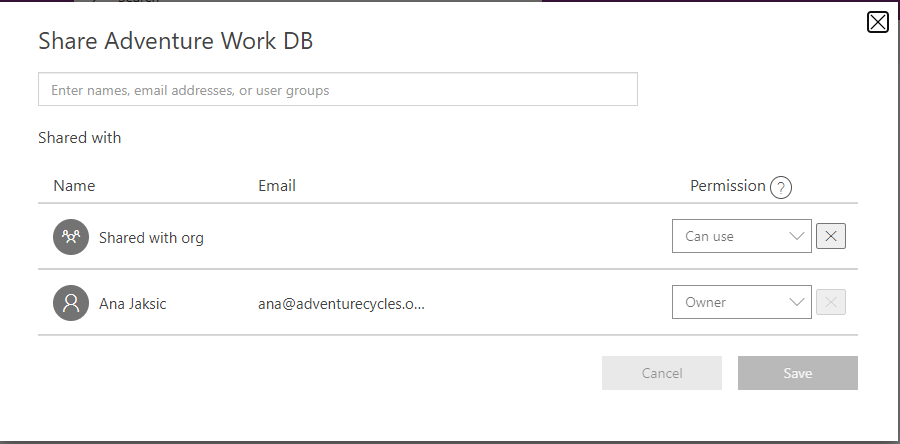 Share Adventure Work DB
Enter names, email addresses, or user groups
Shared with
Name Email Permission ?
Shared with org Can use
Ana Jaksic ana@adventurecycles.o... Owner
Cancel Save